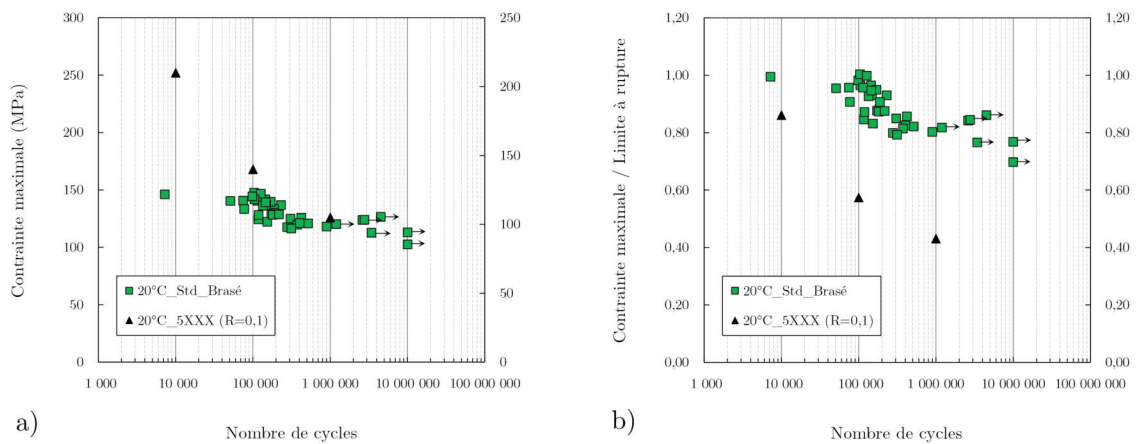 Contrainte maximale (MPa)
300
250
200
150
100
50
0
250
200
150
100
50
0
20°C_Std_Brasé
20°C_5XXX (R=0,1)
1 000
10 000
100 000
1 000 000
10 000 000
100 000 000
a)
Nombre de cycles
Contrainte maximale / Limite à rupture
1,20
1,00
0,80
0,60
0,40
0,20
0,00
1,20
1,00
0,80
0,60
0,40
0,20
0,00
20°C_Std_Brasé
20°C_5XXX (R=0,1)
1 000
10 000
100 000
1 000 000
10 000 000
100 000 000
b)
Nombre de cycles